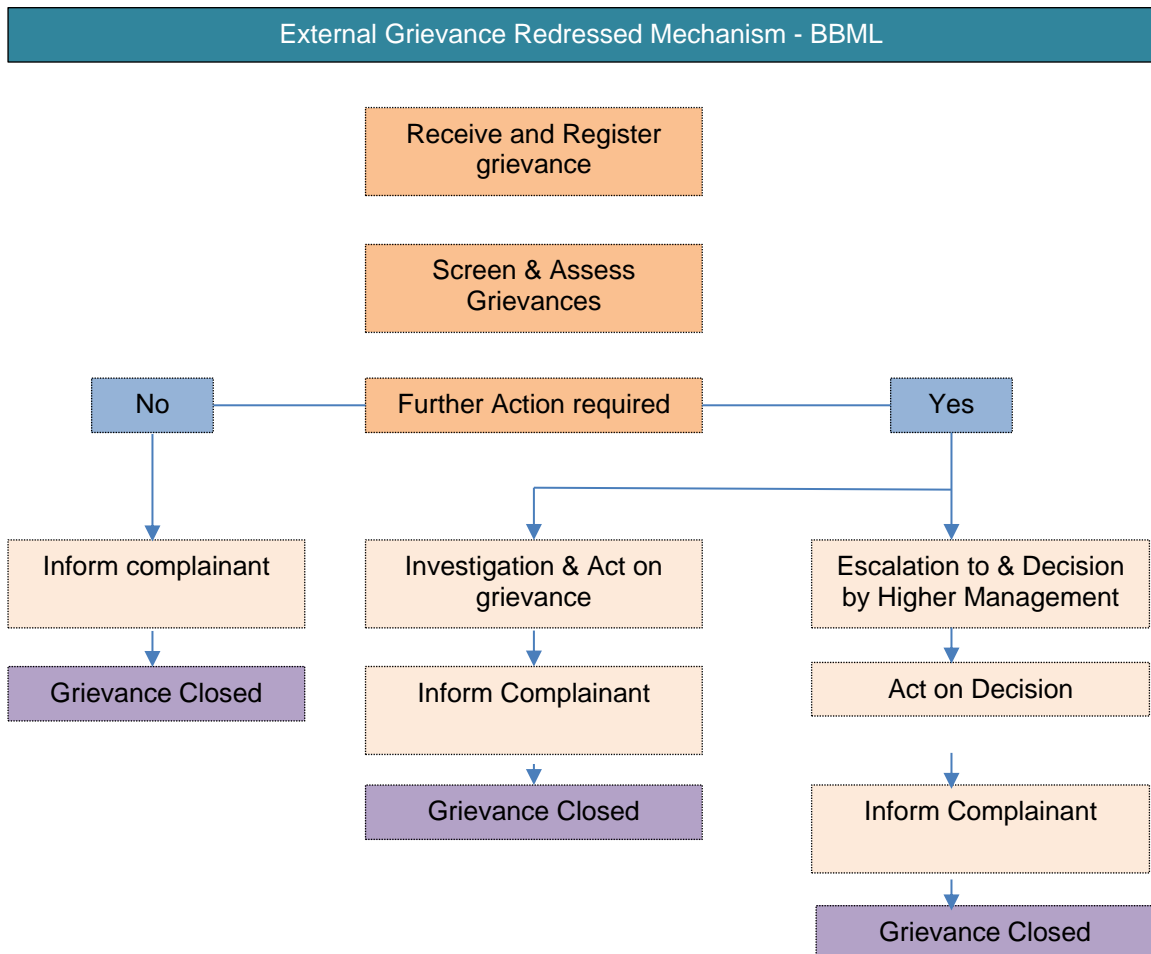 External Grievance Redressed Mechanism - BBML
Receive and Register
grievance
Screen & Assess
Grievances
No
Further Action required
Yes
Inform complainant
Investigation & Act on
grievance
Escalation to & Decision
by Higher Management
Grievance Closed
Inform Complainant
Act on Decision
Grievance Closed
Inform Complainant
Grievance Closed